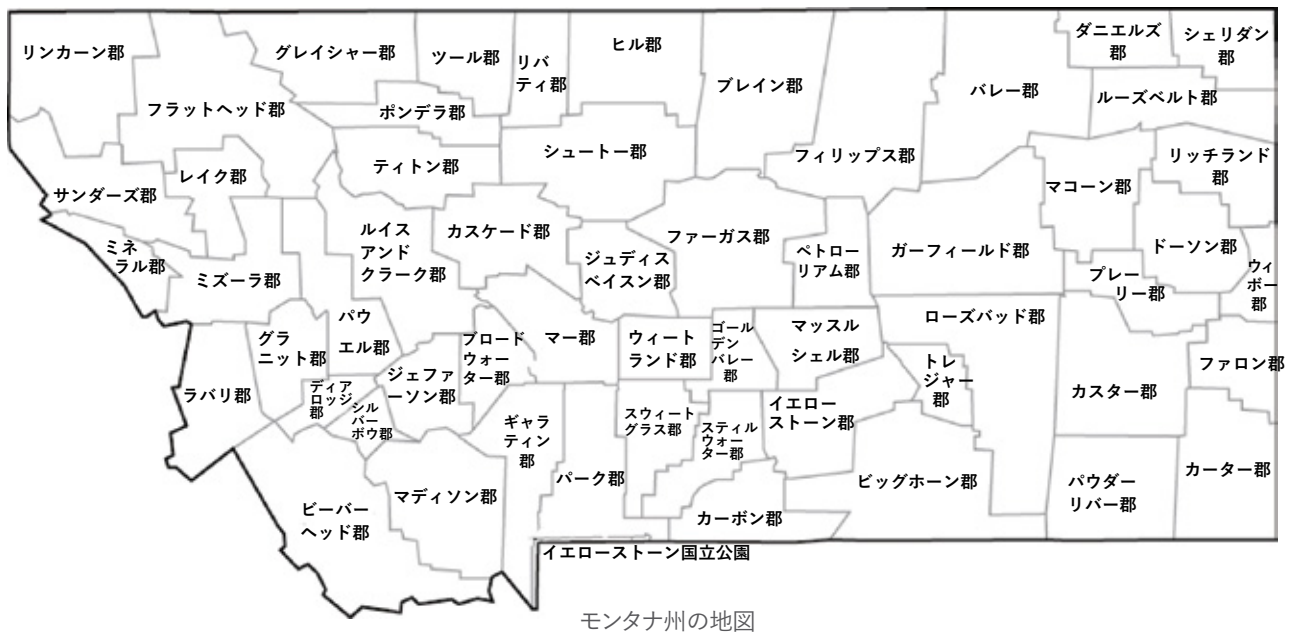 リンカーン郡
グレイシャー郡
ツール郡
リバ
ティ郡
ヒル郡
ブレイン郡
ダニエルズ
郡
シェリダン
郡
フラットヘッド郡
ポンデラ郡
バレー郡
ルーズベルト郡
ティトン郡
シュートー郡
フィリップス郡
リッチランド
郡
サンダーズ郡
レイク郡
マコーン郡
ミネ
ラル郡
ミズーラ郡
ルイス
アンド
クラーク郡
カスケード郡
ジュディス
ベイスン郡
ファーガス郡
ペトロー
リアム郡
ガーフィールド郡
ドーソン郡
プレー
リー郡
ウィ
ボー
郡
グラ
ニット郡
パウ
エル郡
ブロード
ウォー
ター郡
マー郡
ウィート
ランド郡
ゴール
デン
バレー
郡
マッスル
シェル郡
ローズバッド郡
ラバリ郡
ディア
ロッジ
郡
シル
バー
ボウ郡
ジェファ
ーソン郡
トレ
ジャー
郡
カスター郡
ファロン郡
ギャラ
ティン
郡
スウィート
グラス郡
スティル
ウォー
ター郡
イエロー
ストーン郡
ビーバー
ヘッド郡
マディソン郡
パーク郡
カーボン郡
ビッグホーン郡
パウダー
リバー郡
カーター郡
イエローストーン国立公園
モンタナ州の地図